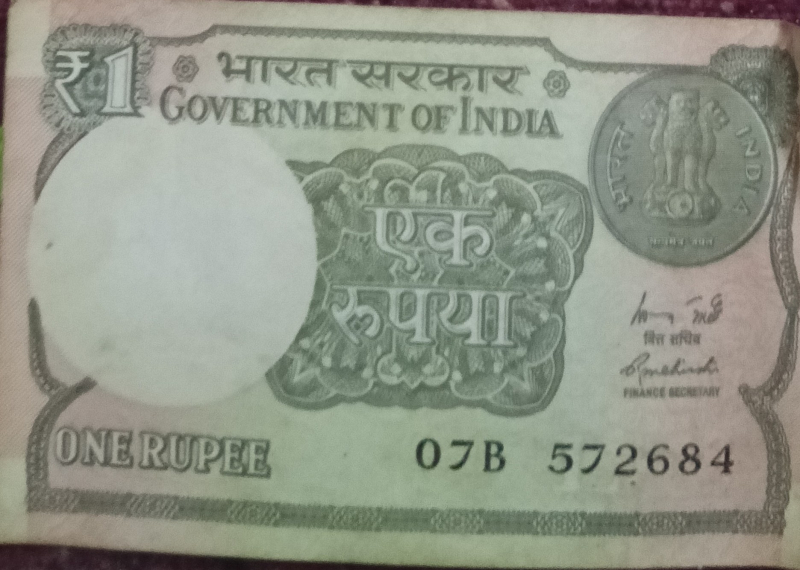 ₹1
भारत सरकार
GOVERNMENT OF INDIA
भारत INDIA
एक
रुपया
वित्त सचिव
FINANCE SECRETARY
ONE RUPEE
07B 572684